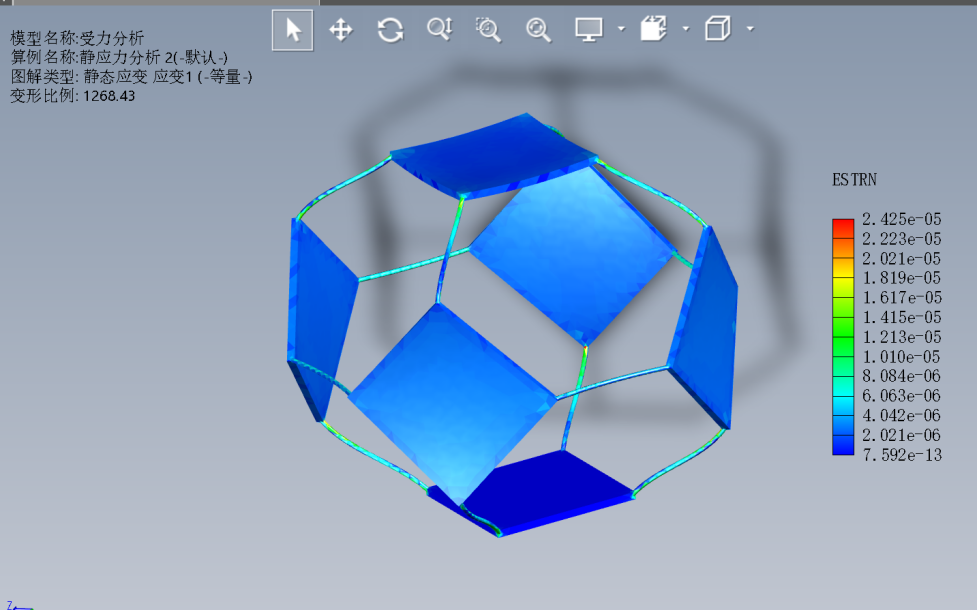 模型名称:受力分析
算例名称:静应力分析 2(-默认-)
图解类型: 静态应变 应变1 (-等量-)
变形比例: 1268.43
ESTRN
2.425e-05
2.223e-05
2.021e-05
1.819e-05
1.617e-05
1.415e-05
1.213e-05
1.010e-05
8.084e-06
6.063e-06
4.042e-06
2.021e-06
7.592e-13
Z